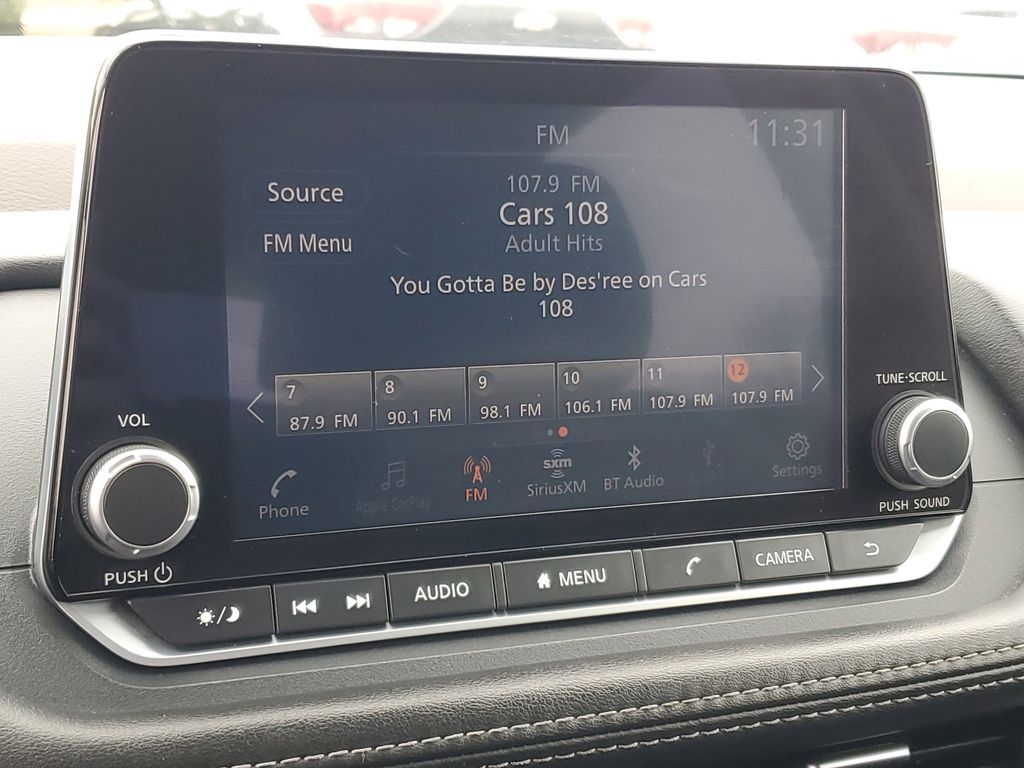 FM
11:31
Source
107.9 FM
Cars 108
FM Menu
Adult Hits
You Gotta Be by Des'ree on Cars
108
7
8
9
10
11
12
87.9 FM
90.1 FM
98.1 FM
106.1 FM
107.9 FM
107.9 FM
Phone
Apple CarPlay
FM
sxm
SiriusXM
BT Audio
Settings
VOL
PUSH
TUNE·SCROLL
PUSH SOUND
AUDIO
MENU
CAMERA